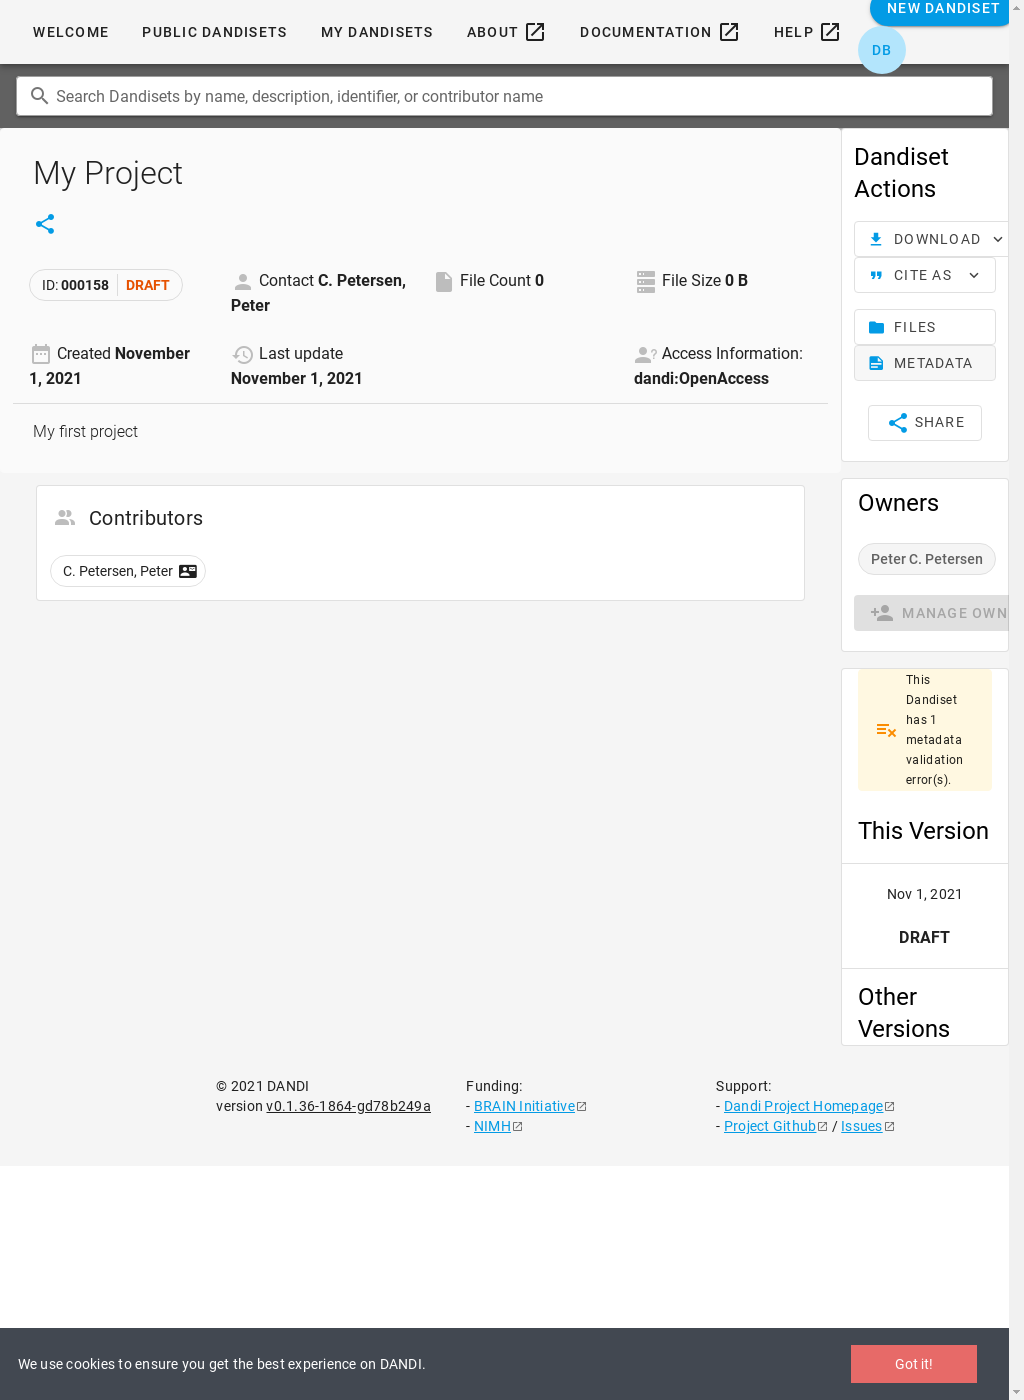 WELCOME PUBLIC DANDISETS MY DANDISETS ABOUT DOCUMENTATION HELP NEW DANDISET
DB
Search Dandisets by name, description, identifier, or contributor name
My Project
ID: 000158 DRAFT
Contact C. Petersen, Peter
File Count 0
File Size 0 B
Created November 1, 2021
Last update November 1, 2021
Access Information: dandi:OpenAccess
My first project
Contributors
C. Petersen, Peter
Dandiset
Actions
DOWNLOAD
CITE AS
FILES
METADATA
SHARE
Owners
Peter C. Petersen
MANAGE OWN
This
Dandiset
has 1
metadata
validation
error(s).
This Version
Nov 1, 2021
DRAFT
Other
Versions
© 2021 DANDI
version v0.1.36-1864-gd78b249a
Funding:
- BRAIN Initiative
- NIMH
Support:
- Dandi Project Homepage
- Project Github / Issues
We use cookies to ensure you get the best experience on DANDI.
Got it!